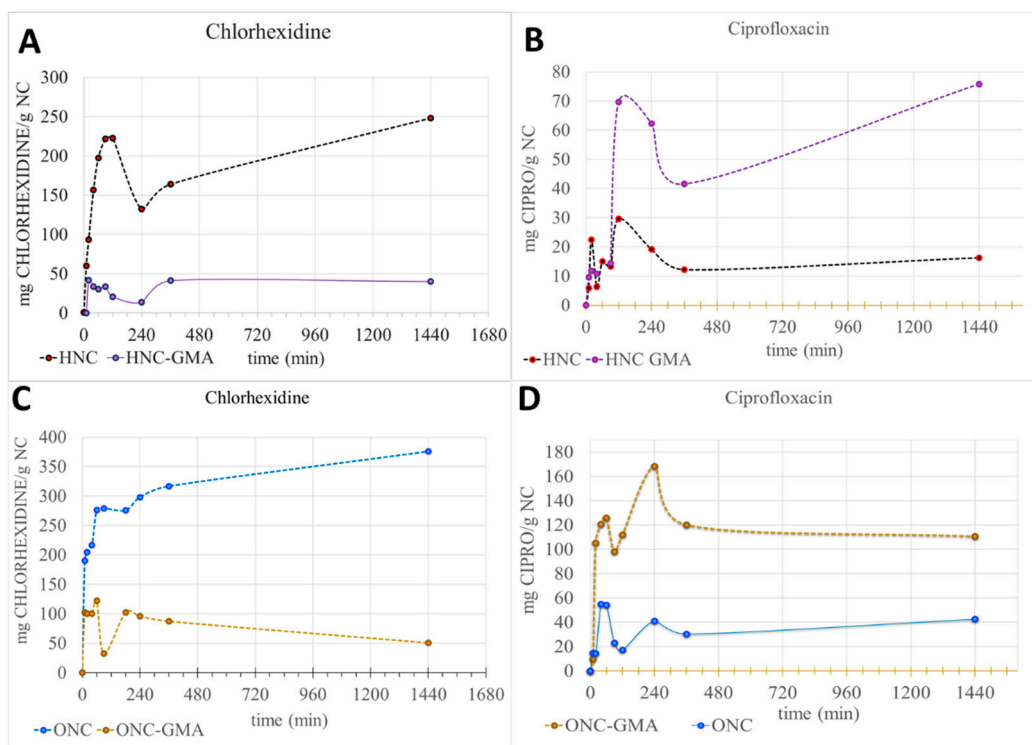 A
Chlorhexidine
mg CHLORHEXIDINE/g NC
300
250
200
150
100
50
0
0 240 480 720 960 1200 1440 1680
time (min)
HNC HNC-GMA
B
Ciprofloxacin
mg CIPRO/g NC
80
70
60
50
40
30
20
10
0
0 240 480 720 960 1200 1440
time (min)
HNC HNC GMA
C
Chlorhexidine
mg CHLORHEXIDINE/g NC
400
350
300
250
200
150
100
50
0
0 240 480 720 960 1200 1440 1680
time (min)
ONC ONC-GMA
D
Ciprofloxacin
mg CIPRO/g NC
180
160
140
120
100
80
60
40
20
0
0 240 480 720 960 1200 1440
time (min)
ONC-GMA ONC